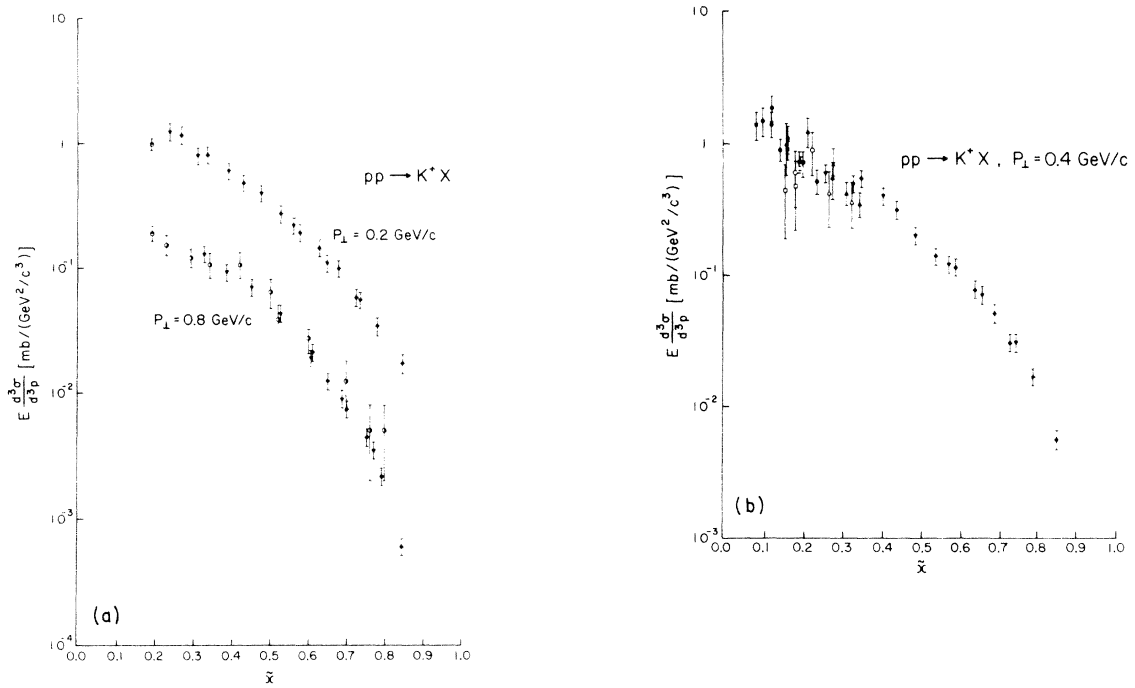 10
1
10⁻¹
10⁻²
10⁻³
10⁻⁴
E d³σ/d³p [mb/(GeV²/c³)]
pp → K⁺ X
P⊥ = 0.2 GeV/c
P⊥ = 0.8 GeV/c
(a)
0.0 0.1 0.2 0.3 0.4 0.5 0.6 0.7 0.8 0.9 1.0
x̃
10
1
10⁻¹
10⁻²
10⁻³
E d³σ/d³p [mb/(GeV²/c³)]
pp → K⁺ X , P⊥ = 0.4 GeV/c
(b)
0.0 0.1 0.2 0.3 0.4 0.5 0.6 0.7 0.8 0.9 1.0
x̃